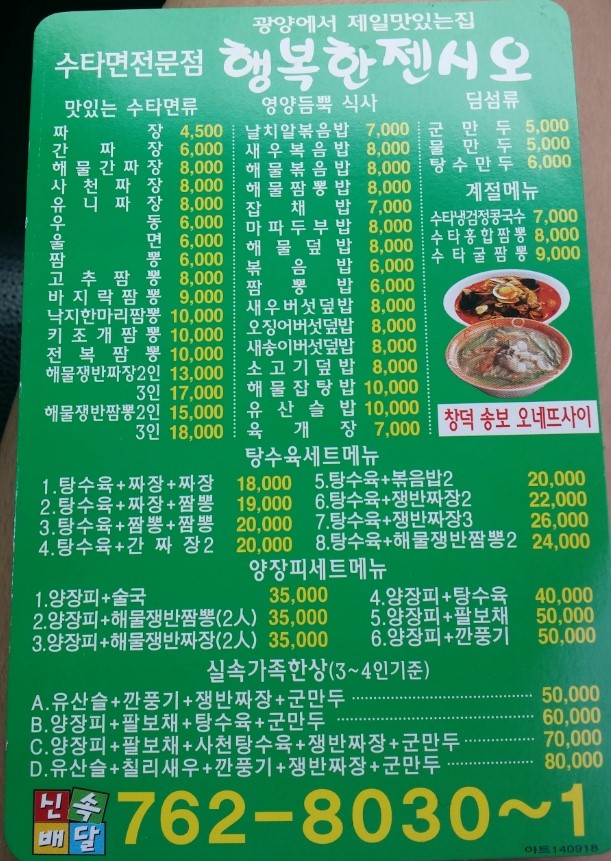 광양에서 제일맛있는집
수타면전문점 행복한젠시오
맛있는 수타면류
짜장 4,500
간짜장 6,000
해물간짜장 8,000
사천짜장 8,000
유니짜장 8,000
우동 6,000
울면 6,000
짬뽕 6,000
고추짬뽕 8,000
바지락짬뽕 9,000
낙지한마리짬뽕 10,000
키조개짬뽕 10,000
전복짬뽕 10,000
해물쟁반짜장2인 13,000
3인 17,000
해물쟁반짬뽕2인 15,000
3인 18,000
영양듬뿍 식사
날치알볶음밥 7,000
새우볶음밥 8,000
해물볶음밥 8,000
해물짬뽕밥 8,000
잡채밥 7,000
마파두부밥 8,000
해물덮밥 8,000
볶음밥 6,000
짬뽕밥 6,000
새우버섯덮밥 8,000
오징어버섯덮밥 8,000
새송이버섯덮밥 8,000
소고기덮밥 8,000
해물잡탕밥 10,000
유산슬밥 10,000
육개장 7,000
딤섬류
군만두 5,000
물만두 5,000
탕수만두 6,000
계절메뉴
수타냉검정콩국수 7,000
수타홍합짬뽕 8,000
수타굴짬뽕 9,000
창덕 송보 오네뜨사이
탕수육세트메뉴
1.탕수육+짜장+짜장 18,000
2.탕수육+짜장+짬뽕 19,000
3.탕수육+짬뽕+짬뽕 20,000
4.탕수육+간짜장2 20,000
5.탕수육+볶음밥2 20,000
6.탕수육+쟁반짜장2 22,000
7.탕수육+쟁반짜장3 26,000
8.탕수육+해물쟁반짬뽕2 24,000
양장피세트메뉴
1.양장피+술국 35,000
2.양장피+해물쟁반짬뽕(2인) 35,000
3.양장피+해물쟁반짜장(2인) 35,000
4.양장피+탕수육 40,000
5.양장피+팔보채 50,000
6.양장피+깐풍기 50,000
실속가족한상(3~4인기준)
A.유산슬+깐풍기+쟁반짜장+군만두 50,000
B.양장피+팔보채+탕수육+군만두 60,000
C.양장피+팔보채+사천탕수육+쟁반짜장+군만두 70,000
D.유산슬+칠리새우+깐풍기+쟁반짜장+군만두 80,000
신속배달 762-8030~1
아트140918